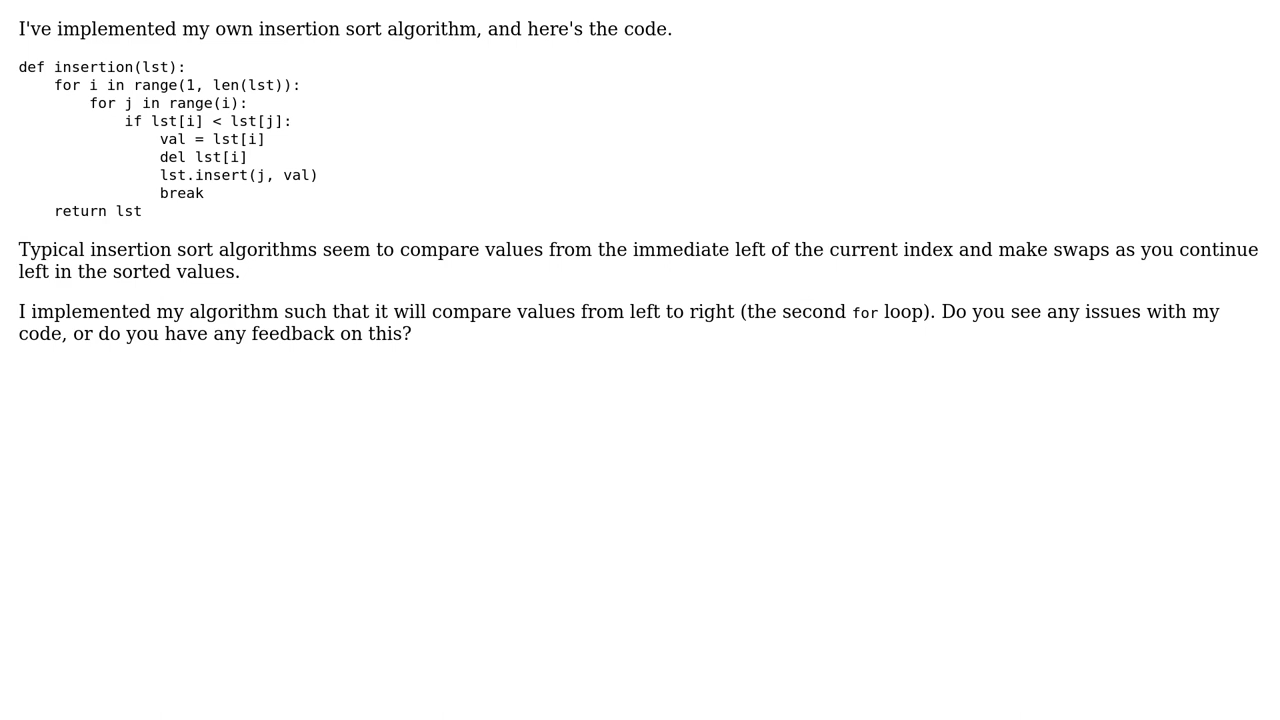 I've implemented my own insertion sort algorithm, and here's the code.
def insertion(lst):
    for i in range(1, len(lst)):
        for j in range(i):
            if lst[i] < lst[j]:
                val = lst[i]
                del lst[i]
                lst.insert(j, val)
                break
    return lst
Typical insertion sort algorithms seem to compare values from the immediate left of the current index and make swaps as you continue
left in the sorted values.
I implemented my algorithm such that it will compare values from left to right (the second for loop). Do you see any issues with my
code, or do you have any feedback on this?